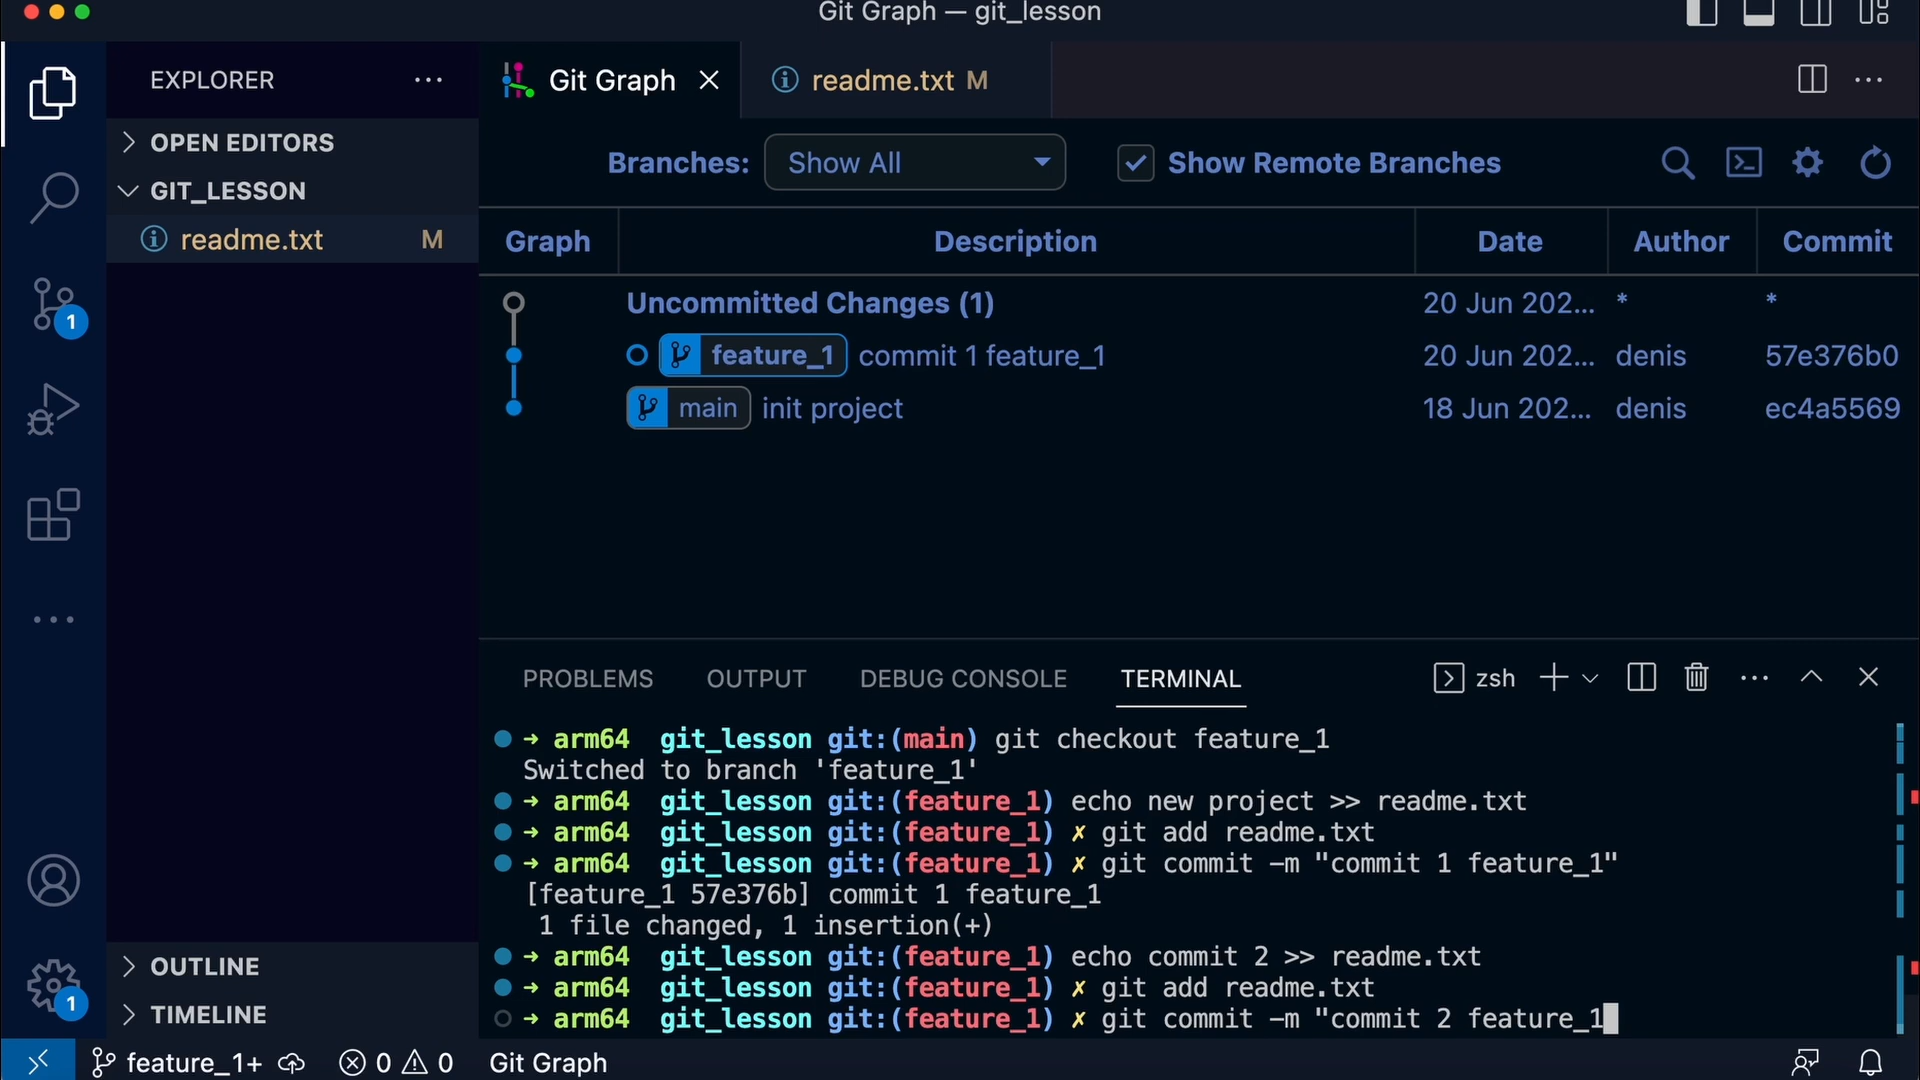 Git Graph — git_lesson
EXPLORER
Git Graph
readme.txt M
OPEN EDITORS
GIT_LESSON
readme.txt M
Branches: Show All
Show Remote Branches
Graph Description Date Author Commit
Uncommitted Changes (1) 20 Jun 202... * *
feature_1 commit 1 feature_1 20 Jun 202... denis 57e376b0
main init project 18 Jun 202... denis ec4a5569
1
PROBLEMS OUTPUT DEBUG CONSOLE TERMINAL zsh
→ arm64 git_lesson git:(main) git checkout feature_1
Switched to branch 'feature_1'
→ arm64 git_lesson git:(feature_1) echo new project >> readme.txt
→ arm64 git_lesson git:(feature_1) ✗ git add readme.txt
→ arm64 git_lesson git:(feature_1) ✗ git commit -m "commit 1 feature_1"
[feature_1 57e376b] commit 1 feature_1
1 file changed, 1 insertion(+)
→ arm64 git_lesson git:(feature_1) echo commit 2 >> readme.txt
→ arm64 git_lesson git:(feature_1) ✗ git add readme.txt
→ arm64 git_lesson git:(feature_1) ✗ git commit -m "commit 2 feature_1
OUTLINE
1
TIMELINE
feature_1+ 0 0 Git Graph